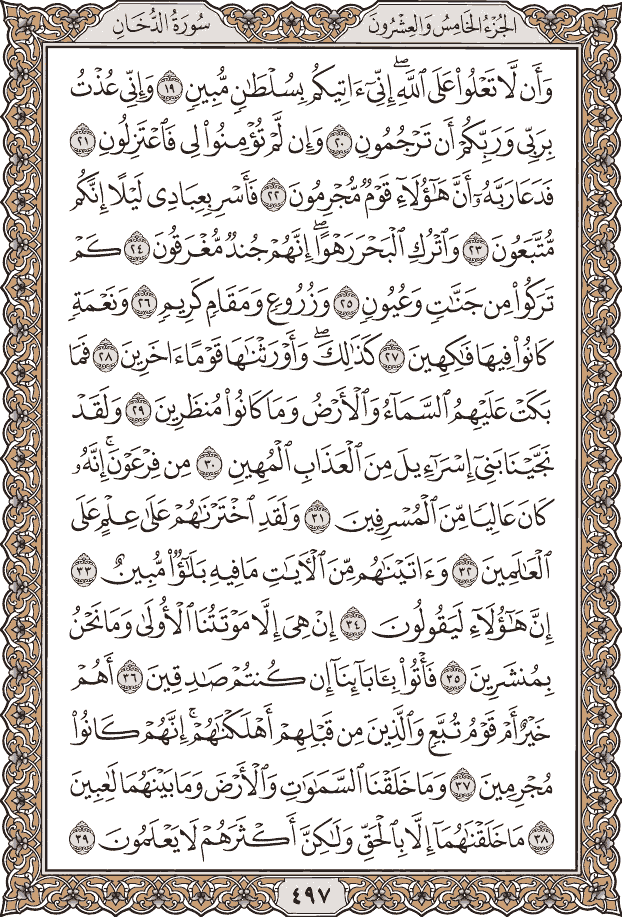 الجُزْءُ الخَامِسُ وَالعِشْرُونَ
سُورَةُ الدُّخَانِ
وَأَن لَّا تَعْلُوا۟ عَلَى ٱللَّهِ ۖ إِنِّىٓ ءَاتِيكُم بِسُلْطَـٰنٍ مُّبِينٍ ١٩ وَإِنِّى عُذْتُ
بِرَبِّى وَرَبِّكُمْ أَن تَرْجُمُونِ ٢٠ وَإِن لَّمْ تُؤْمِنُوا۟ لِى فَٱعْتَزِلُونِ ٢١
فَدَعَا رَبَّهُۥٓ أَنَّ هَـٰٓؤُلَآءِ قَوْمٌ مُّجْرِمُونَ ٢٢ فَأَسْرِ بِعِبَادِى لَيْلًا إِنَّكُم
مُّتَّبَعُونَ ٢٣ وَٱتْرُكِ ٱلْبَحْرَ رَهْوًا ۖ إِنَّهُمْ جُندٌ مُّغْرَقُونَ ٢٤ كَمْ
تَرَكُوا۟ مِن جَنَّـٰتٍ وَعُيُونٍ ٢٥ وَزُرُوعٍ وَمَقَامٍ كَرِيمٍ ٢٦ وَنَعْمَةٍ
كَانُوا۟ فِيهَا فَـٰكِهِينَ ٢٧ كَذَٰلِكَ ۖ وَأَوْرَثْنَـٰهَا قَوْمًا ءَاخَرِينَ ٢٨ فَمَا
بَكَتْ عَلَيْهِمُ ٱلسَّمَآءُ وَٱلْأَرْضُ وَمَا كَانُوا۟ مُنظَرِينَ ٢٩ وَلَقَدْ
نَجَّيْنَا بَنِىٓ إِسْرَٰٓءِيلَ مِنَ ٱلْعَذَابِ ٱلْمُهِينِ ٣٠ مِن فِرْعَوْنَ ۚ إِنَّهُۥ
كَانَ عَالِيًا مِّنَ ٱلْمُسْرِفِينَ ٣١ وَلَقَدِ ٱخْتَرْنَـٰهُمْ عَلَىٰ عِلْمٍ عَلَى
ٱلْعَـٰلَمِينَ ٣٢ وَءَاتَيْنَـٰهُم مِّنَ ٱلْـَٔايَـٰتِ مَا فِيهِ بَلَـٰٓؤٌا۟ مُّبِينٌ ٣٣
إِنَّ هَـٰٓؤُلَآءِ لَيَقُولُونَ ٣٤ إِنْ هِىَ إِلَّا مَوْتَتُنَا ٱلْأُولَىٰ وَمَا نَحْنُ
بِمُنشَرِينَ ٣٥ فَأْتُوا۟ بِـَٔابَآئِنَآ إِن كُنتُمْ صَـٰدِقِينَ ٣٦ أَهُمْ
خَيْرٌ أَمْ قَوْمُ تُبَّعٍ وَٱلَّذِينَ مِن قَبْلِهِمْ ۚ أَهْلَكْنَـٰهُمْ ۖ إِنَّهُمْ كَانُوا۟
مُجْرِمِينَ ٣٧ وَمَا خَلَقْنَا ٱلسَّمَـٰوَٰتِ وَٱلْأَرْضَ وَمَا بَيْنَهُمَا لَـٰعِبِينَ
٣٨ مَا خَلَقْنَـٰهُمَآ إِلَّا بِٱلْحَقِّ وَلَـٰكِنَّ أَكْثَرَهُمْ لَا يَعْلَمُونَ ٣٩
٤٩٧